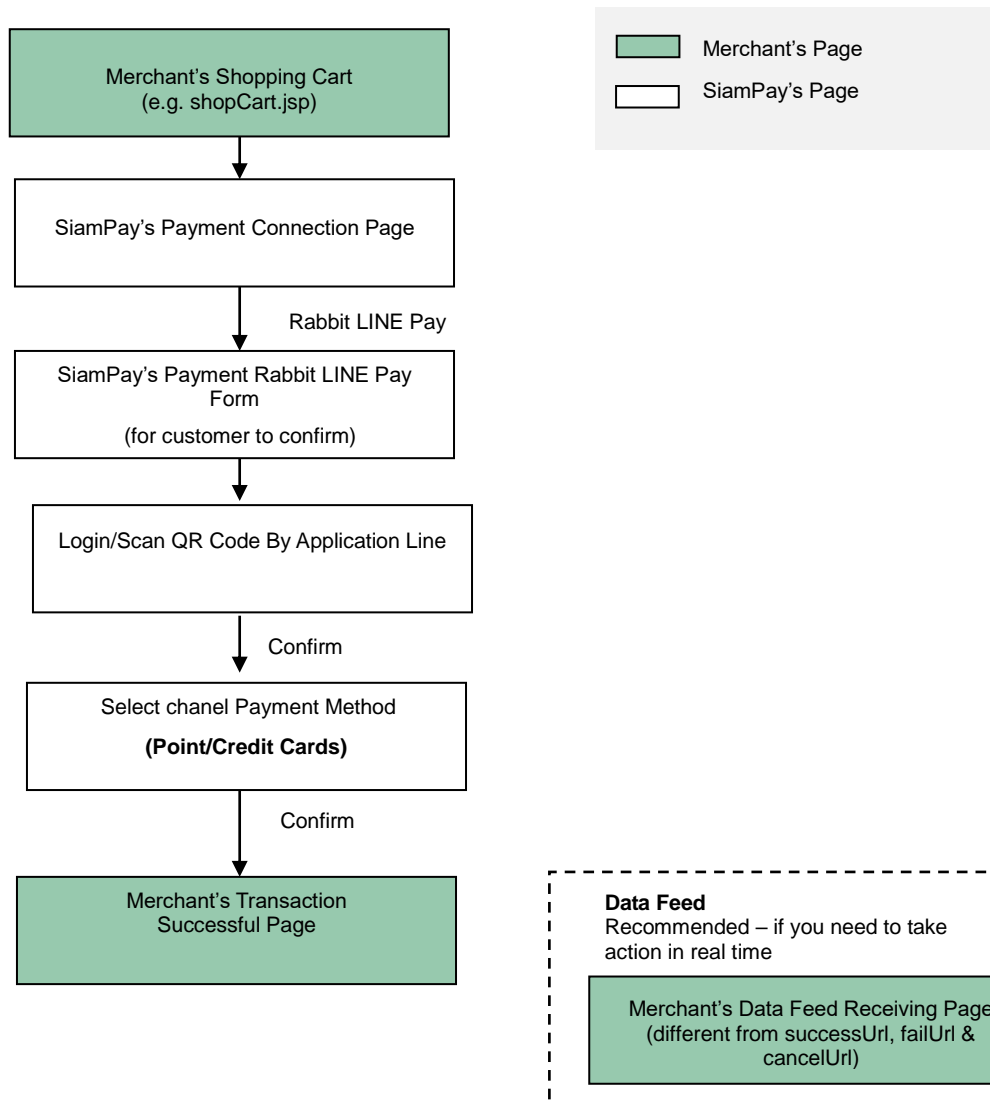 Merchant's Shopping Cart
(e.g. shopCart.jsp)
Merchant's Page
SiamPay's Page
SiamPay's Payment Connection Page
Rabbit LINE Pay
SiamPay's Payment Rabbit LINE Pay
Form
(for customer to confirm)
Login/Scan QR Code By Application Line
Confirm
Select chanel Payment Method
(Point/Credit Cards)
Confirm
Merchant's Transaction
Successful Page
Data Feed
Recommended – if you need to take
action in real time
Merchant's Data Feed Receiving Page
(different from successUrl, failUrl &
cancelUrl)